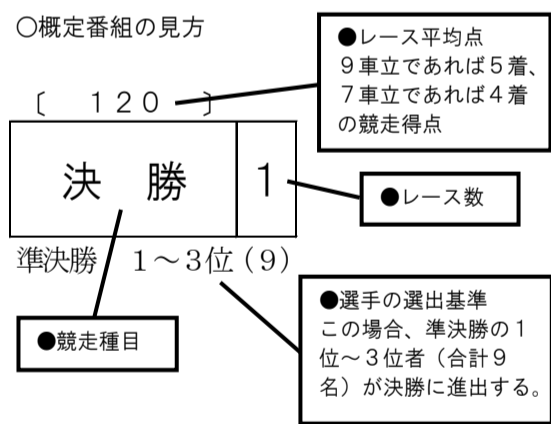 〇概定番組の見方
●レース平均点
９車立であれば５着、
７車立であれば４着
の競走得点
〔　１２０　〕
決　勝
1
●レース数
準決勝　１～３位（９）
●競走種目
●選手の選出基準
この場合、準決勝の１
位～３位者（合計９
名）が決勝に進出する。